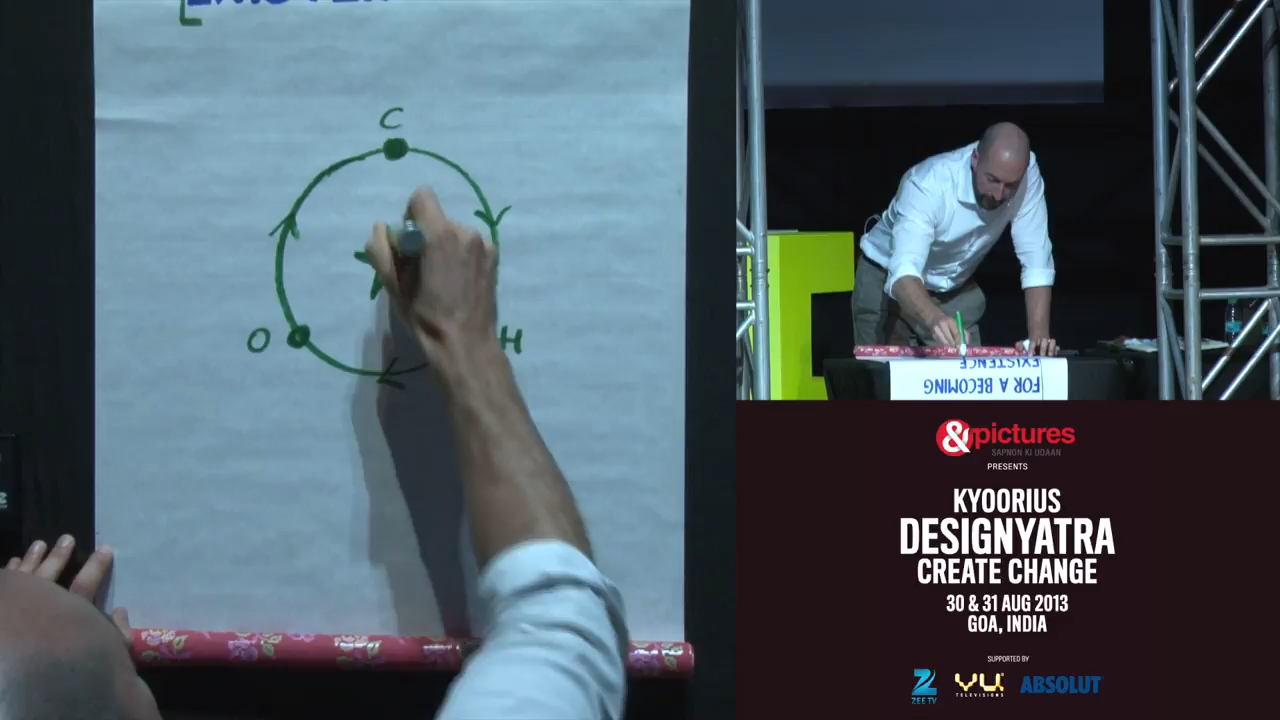 C
O
H
FOR A BECOMING
EXISTENCE
&pictures
SAPNON KI UDAAN
PRESENTS
KYOORIUS
DESIGNYATRA
CREATE CHANGE
30 & 31 AUG 2013
GOA, INDIA
SUPPORTED BY
ZEE TV
VU
TELEVISIONS
ABSOLUT